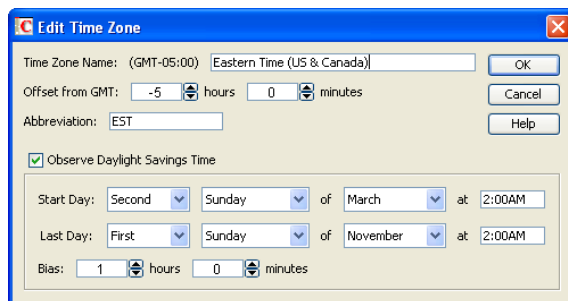 Edit Time Zone
Time Zone Name: (GMT-05:00) Eastern Time (US & Canada) OK
Offset from GMT: -5 hours 0 minutes Cancel
Abbreviation: EST Help
Observe Daylight Savings Time
Start Day: Second Sunday of March at 2:00AM
Last Day: First Sunday of November at 2:00AM
Bias: 1 hours 0 minutes